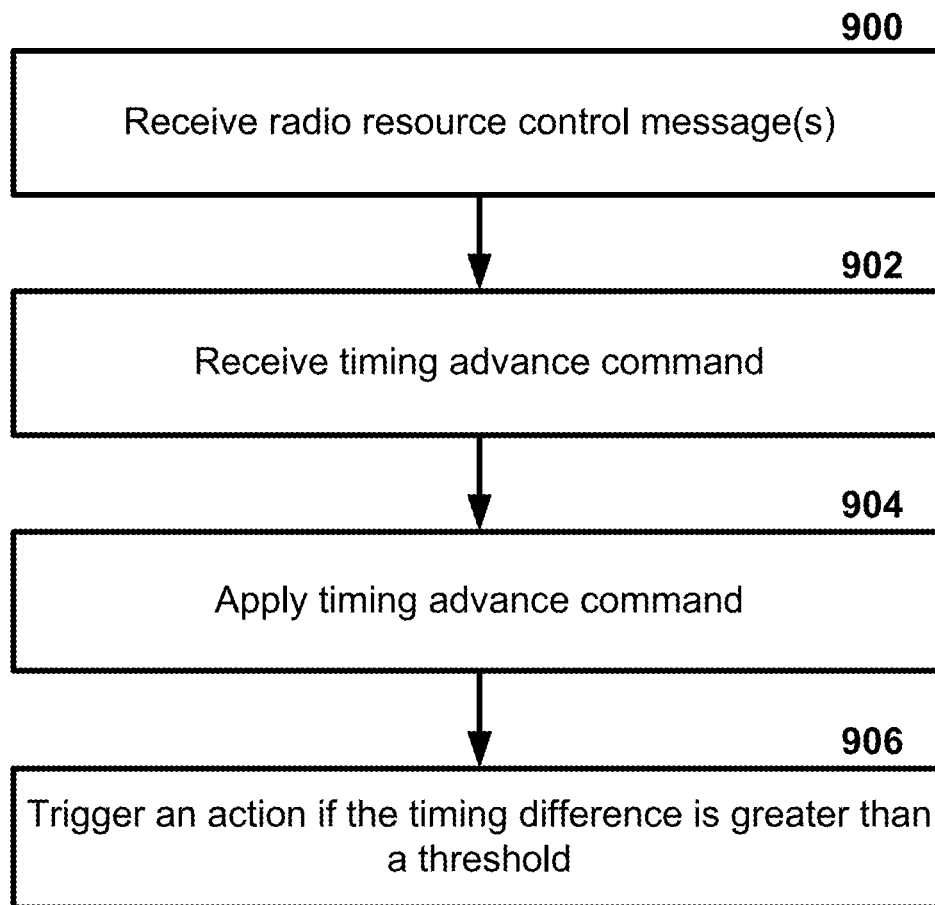 900
Receive radio resource control message(s)
902
Receive timing advance command
904
Apply timing advance command
906
Trigger an action if the timing difference is greater than
a threshold